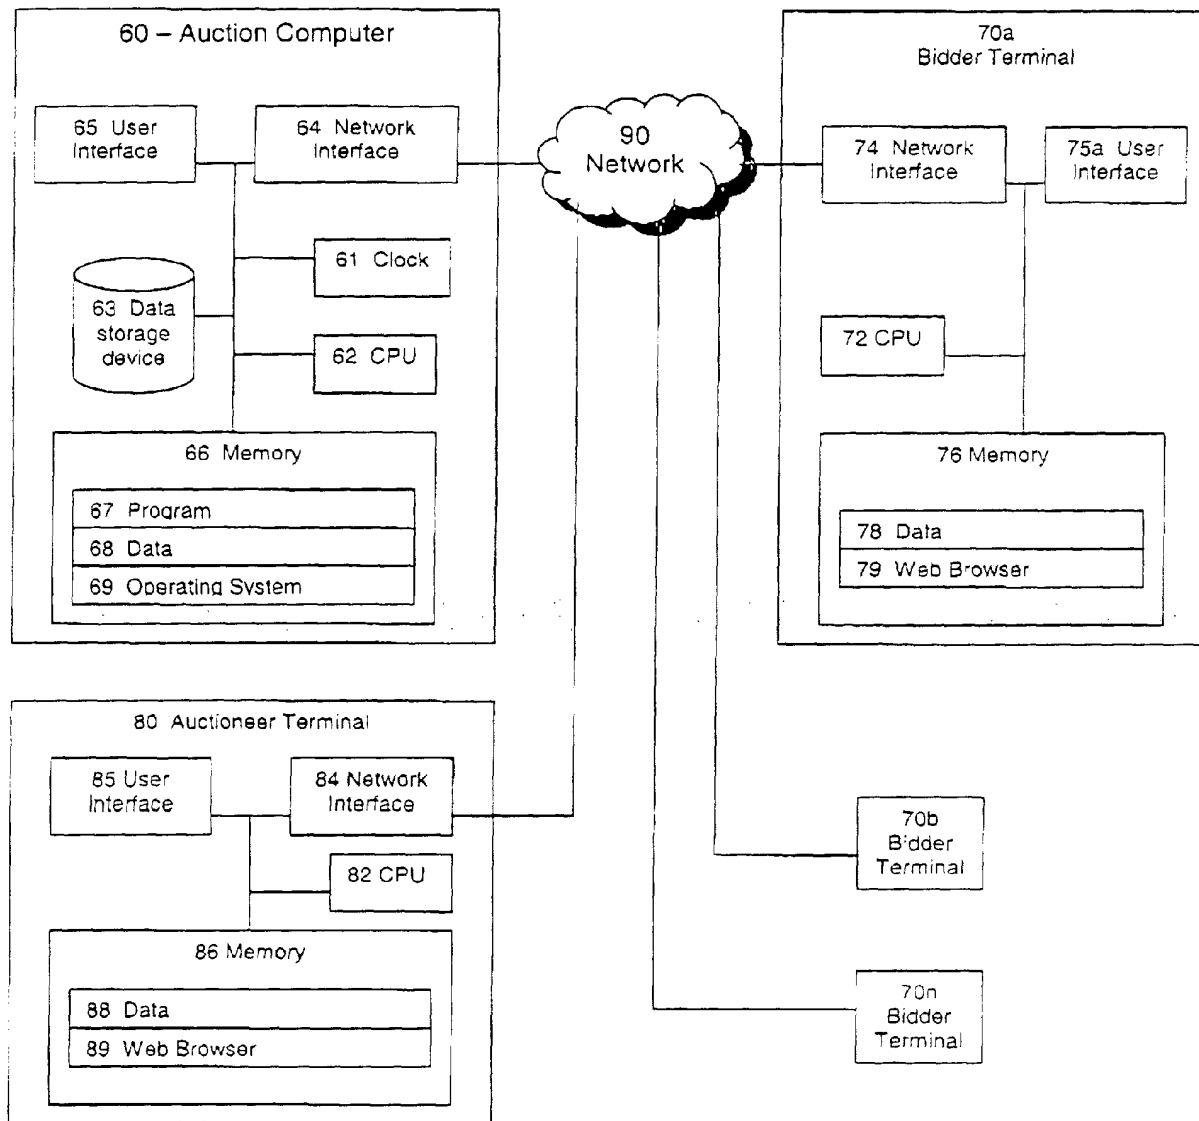 60 – Auction Computer
65 User
Interface
64 Network
Interface
61 Clock
63 Data
storage
device
62 CPU
66 Memory
67 Program
68 Data
69 Operating System
90
Network
70a
Bidder Terminal
74 Network
Interface
75a User
Interface
72 CPU
76 Memory
78 Data
79 Web Browser
80 Auctioneer Terminal
85 User
Interface
84 Network
Interface
82 CPU
86 Memory
88 Data
89 Web Browser
70b
Bidder
Terminal
70n
Bidder
Terminal